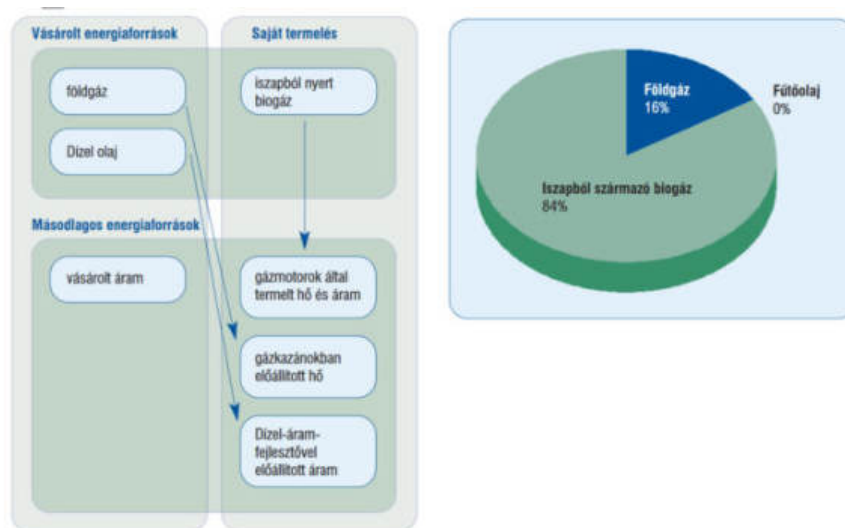 Vásárolt energiaforrások
Saját termelés
földgáz
iszapból nyert
biogáz
Dízel olaj
Másodlagos energiaforrások
vásárolt áram
gázmotorok által
termelt hő és áram
gázkazánokban
előállított hő
Dízel-áram-
fejlesztővel
előállított áram
Földgáz
16%
Fűtőolaj
0%
Iszapból származó biogáz
84%